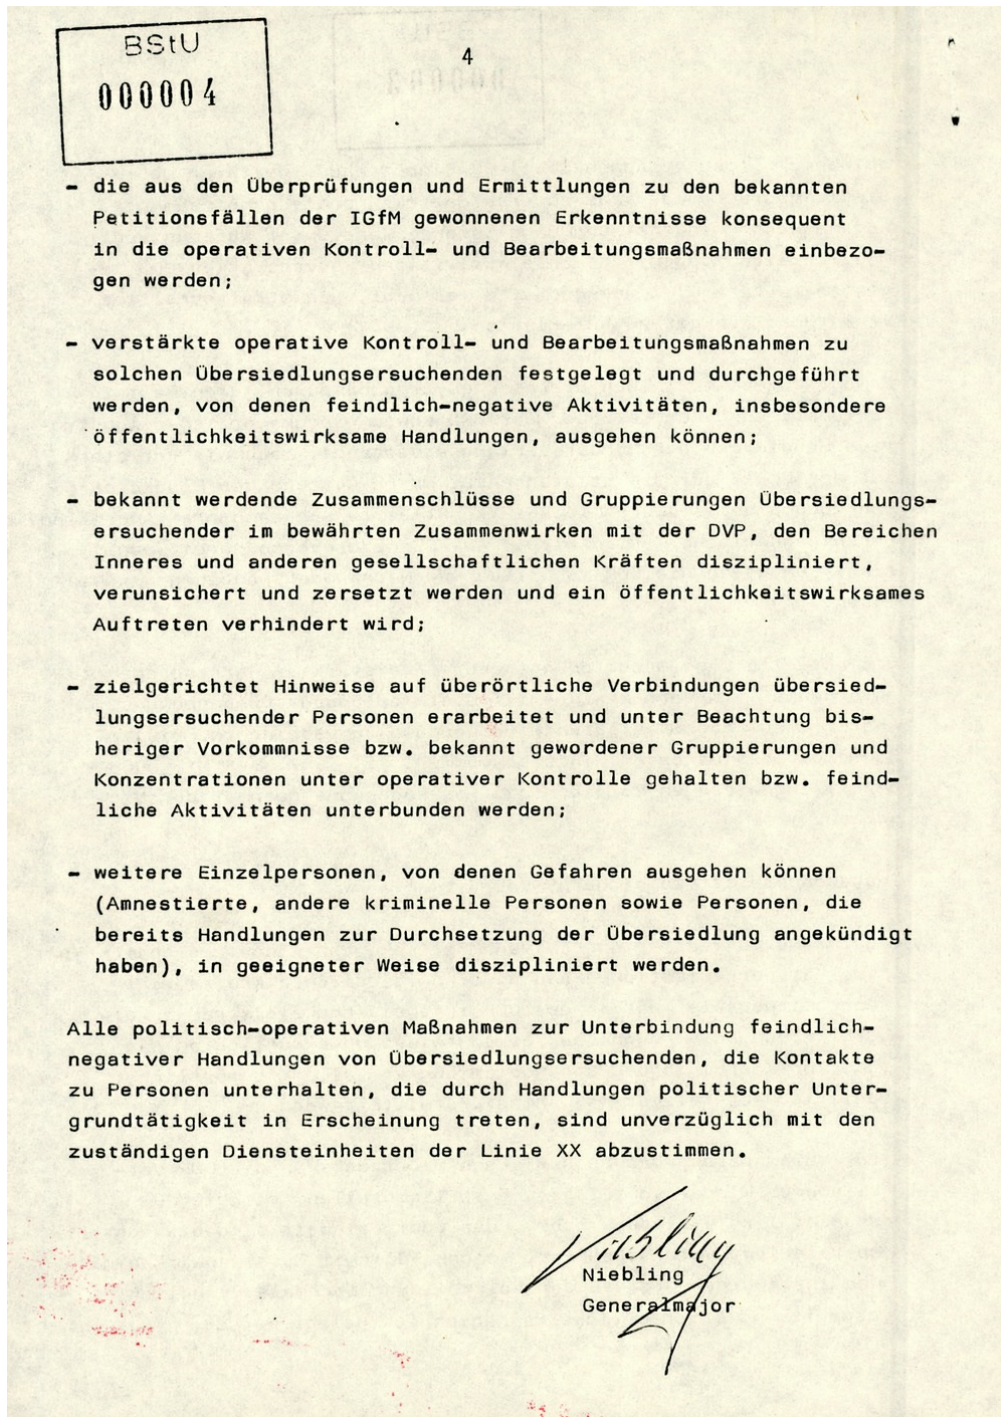 BStU
000004
4
- die aus den Überprüfungen und Ermittlungen zu den bekannten
Petitionsfällen der IGfM gewonnenen Erkenntnisse konsequent
in die operativen Kontroll- und Bearbeitungsmaßnahmen einbezo-
gen werden;
- verstärkte operative Kontroll- und Bearbeitungsmaßnahmen zu
solchen Übersiedlungsersuchenden festgelegt und durchgeführt
werden, von denen feindlich-negative Aktivitäten, insbesondere
öffentlichkeitswirksame Handlungen, ausgehen können;
- bekannt werdende Zusammenschlüsse und Gruppierungen Übersiedlungs-
ersuchender im bewährten Zusammenwirken mit der DVP, den Bereichen
Inneres und anderen gesellschaftlichen Kräften diszipliniert,
verunsichert und zersetzt werden und ein öffentlichkeitswirksames
Auftreten verhindert wird;
- zielgerichtet Hinweise auf überörtliche Verbindungen übersied-
lungsersuchender Personen erarbeitet und unter Beachtung bis-
heriger Vorkommnisse bzw. bekannt gewordener Gruppierungen und
Konzentrationen unter operativer Kontrolle gehalten bzw. feind-
liche Aktivitäten unterbunden werden;
- weitere Einzelpersonen, von denen Gefahren ausgehen können
(Amnestierte, andere kriminelle Personen sowie Personen, die
bereits Handlungen zur Durchsetzung der Übersiedlung angekündigt
haben), in geeigneter Weise diszipliniert werden.
Alle politisch-operativen Maßnahmen zur Unterbindung feindlich-
negativer Handlungen von Übersiedlungsersuchenden, die Kontakte
zu Personen unterhalten, die durch Handlungen politischer Unter-
grundtätigkeit in Erscheinung treten, sind unverzüglich mit den
zuständigen Diensteinheiten der Linie XX abzustimmen.
Niebling
Niebling
Generalmajor